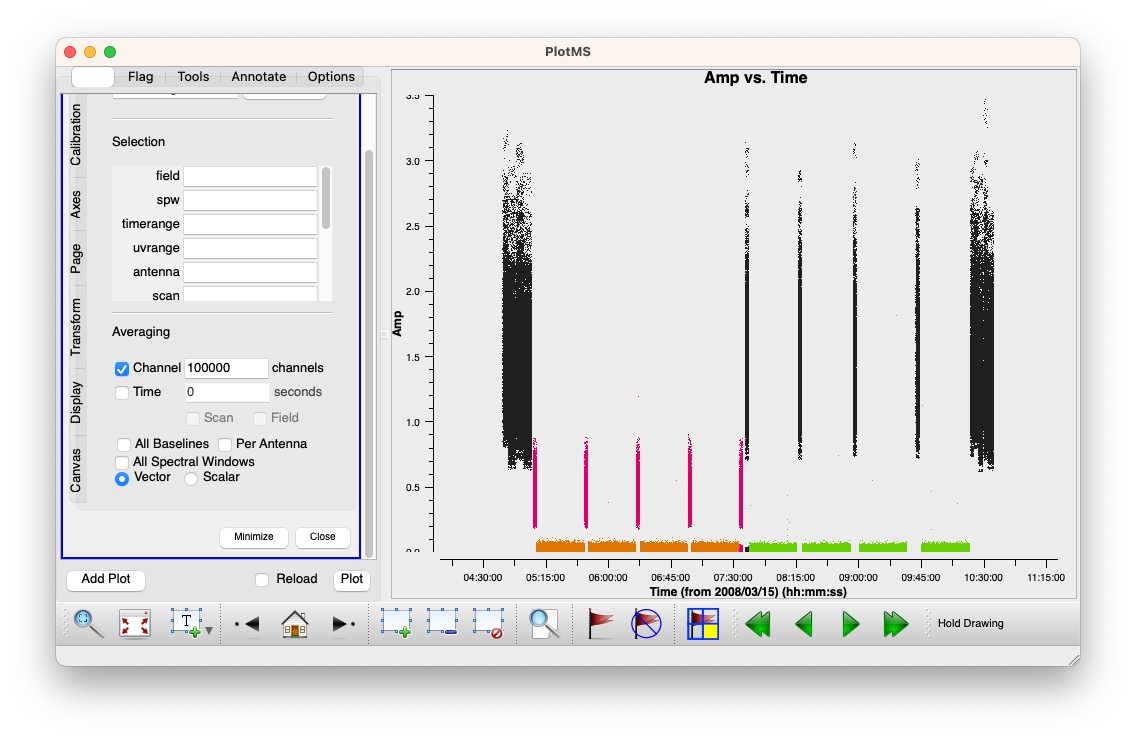 PlotMS
Flag Tools Annotate Options
Calibration
Axes
Page
Transform
Display
Canvas
Selection
field
spw
timerange
uvrange
antenna
scan
Averaging
Channel 100000 channels
Time 0 seconds
Scan Field
All Baselines Per Antenna
All Spectral Windows
Vector Scalar
Minimize Close
Add Plot Reload Plot
Amp vs. Time
Amp
3.5
3.0
2.5
2.0
1.5
1.0
0.5
0.0
04:30:00 05:15:00 06:00:00 06:45:00 07:30:00 08:15:00 09:00:00 09:45:00 10:30:00 11:15:00
Time (from 2008/03/15) (hh:mm:ss)
T
Hold Drawing